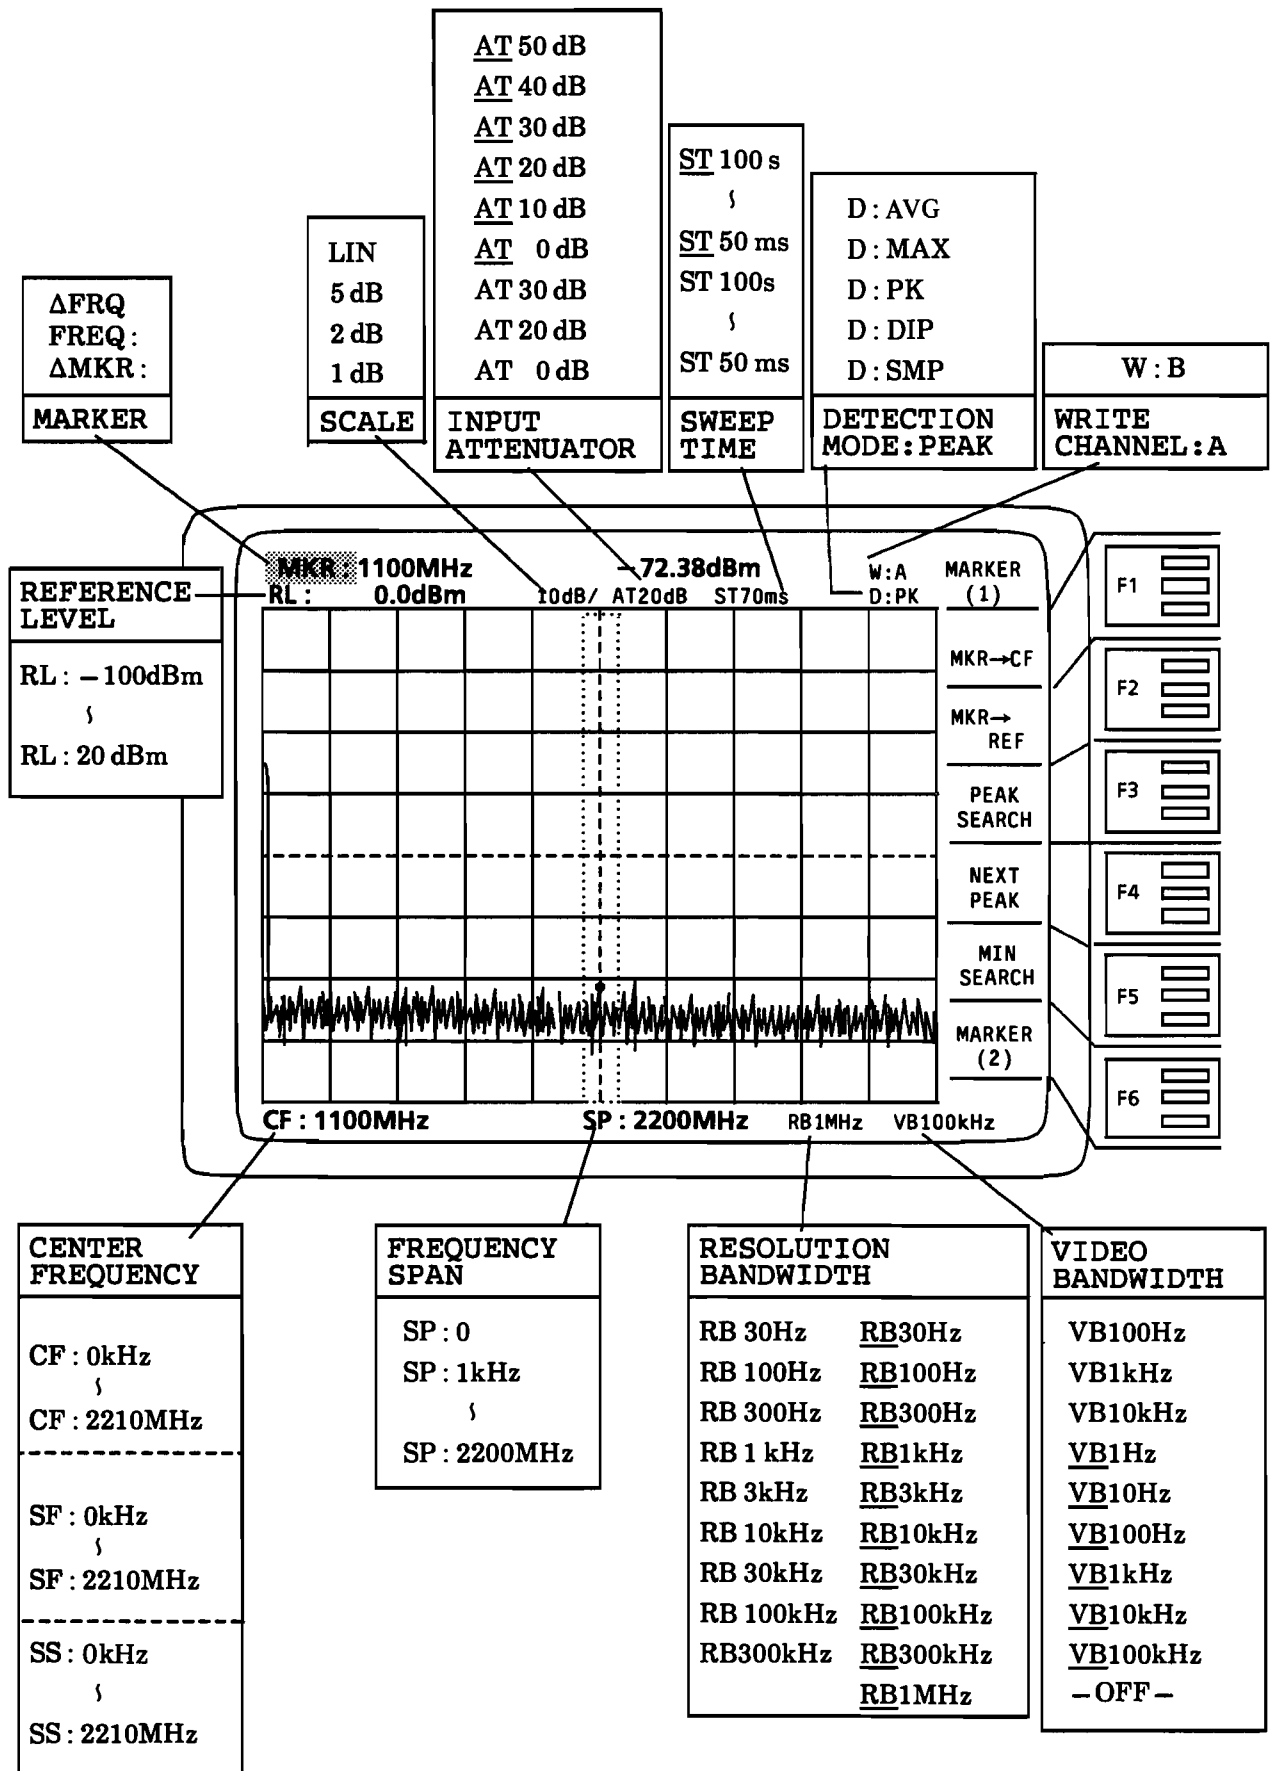 AT 50 dB
AT 40 dB
AT 30 dB
AT 20 dB
AT 10 dB
AT 0 dB
AT 30 dB
AT 20 dB
AT 0 dB
INPUT
ATTENUATOR
ST 100 s
~
ST 50 ms
ST 100s
~
ST 50 ms
SWEEP
TIME
D : AVG
D : MAX
D : PK
D : DIP
D : SMP
DETECTION
MODE:PEAK
LIN
5 dB
2 dB
1 dB
SCALE
ΔFRQ
FREQ :
ΔMKR :
MARKER
W : B
WRITE
CHANNEL:A
REFERENCE
LEVEL
RL : −100dBm
~
RL : 20 dBm
MKR : 1100MHz −72.38dBm W:A
RL : 0.0dBm 10dB/ AT20dB ST70ms D:PK
MARKER
(1)
MKR→CF
MKR→
REF
PEAK
SEARCH
NEXT
PEAK
MIN
SEARCH
MARKER
(2)
F1
F2
F3
F4
F5
F6
CF : 1100MHz SP : 2200MHz RB1MHz VB100kHz
CENTER
FREQUENCY
CF : 0kHz
~
CF : 2210MHz
SF : 0kHz
~
SF : 2210MHz
SS : 0kHz
~
SS : 2210MHz
FREQUENCY
SPAN
SP : 0
SP : 1kHz
~
SP : 2200MHz
RESOLUTION
BANDWIDTH
RB 30Hz RB30Hz
RB 100Hz RB100Hz
RB 300Hz RB300Hz
RB 1 kHz RB1kHz
RB 3kHz RB3kHz
RB 10kHz RB10kHz
RB 30kHz RB30kHz
RB 100kHz RB100kHz
RB300kHz RB300kHz
RB1MHz
VIDEO
BANDWIDTH
VB100Hz
VB1kHz
VB10kHz
VB1Hz
VB10Hz
VB100Hz
VB1kHz
VB10kHz
VB100kHz
−OFF−